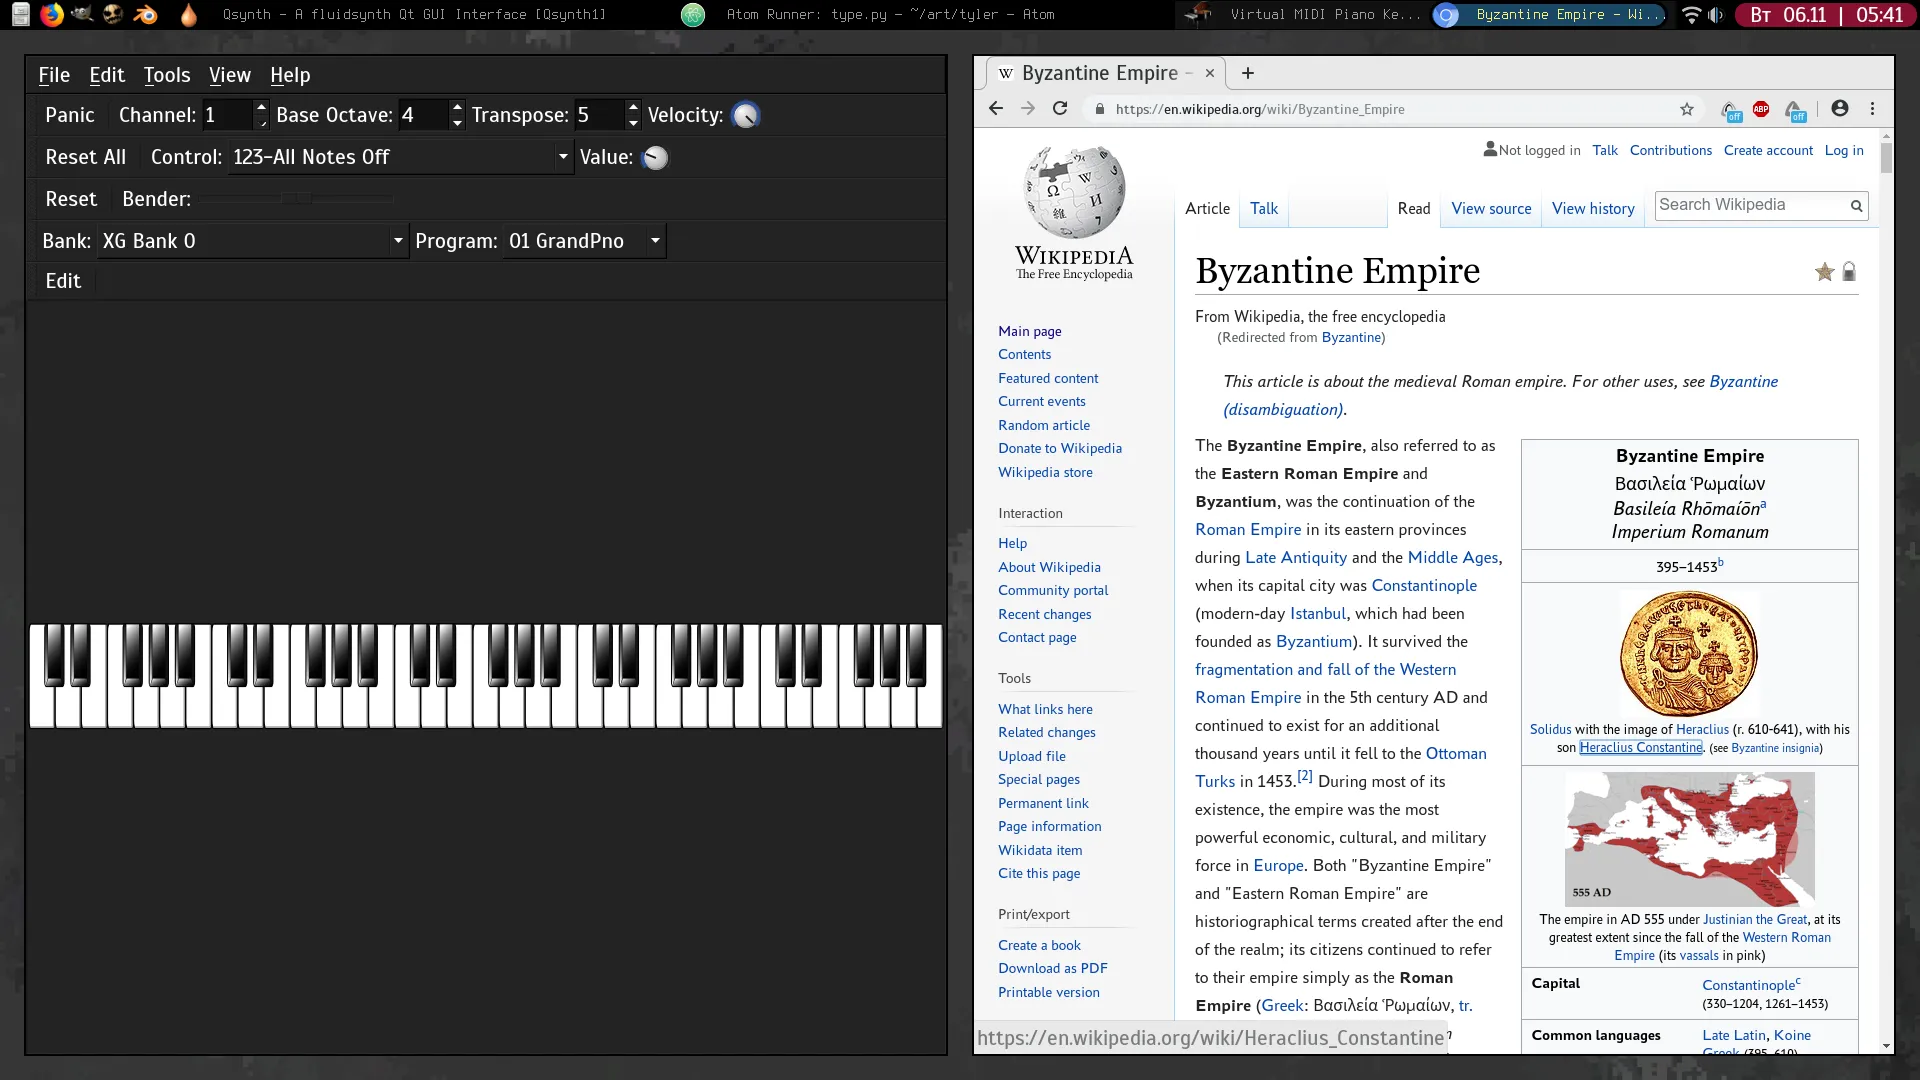 Qsynth - A fluidsynth Qt GUI Interface [Qsynth1]
Atom Runner: type.py - ~/art/tyler - Atom
Virtual MIDI Piano Ke...
Byzantine Empire - Wi...
Вт 06.11 | 05:41
File Edit Tools View Help
Panic Channel: 1 Base Octave: 4 Transpose: 5 Velocity:
Reset All Control: 123-All Notes Off Value:
Reset Bender:
Bank: XG Bank 0 Program: 01 GrandPno
Edit
W Byzantine Empire -
https://en.wikipedia.org/wiki/Byzantine_Empire
off ABP off
WIKIPEDIA
The Free Encyclopedia
Main page
Contents
Featured content
Current events
Random article
Donate to Wikipedia
Wikipedia store
Interaction
Help
About Wikipedia
Community portal
Recent changes
Contact page
Tools
What links here
Related changes
Upload file
Special pages
Permanent link
Page information
Wikidata item
Cite this page
Print/export
Create a book
Download as PDF
Printable version
Not logged in Talk Contributions Create account Log in
Article Talk Read View source View history Search Wikipedia
Byzantine Empire
From Wikipedia, the free encyclopedia
(Redirected from Byzantine)
This article is about the medieval Roman empire. For other uses, see Byzantine
(disambiguation).
The Byzantine Empire, also referred to as
the Eastern Roman Empire and
Byzantium, was the continuation of the
Roman Empire in its eastern provinces
during Late Antiquity and the Middle Ages,
when its capital city was Constantinople
(modern-day Istanbul, which had been
founded as Byzantium). It survived the
fragmentation and fall of the Western
Roman Empire in the 5th century AD and
continued to exist for an additional
thousand years until it fell to the Ottoman
Turks in 1453.[2] During most of its
existence, the empire was the most
powerful economic, cultural, and military
force in Europe. Both "Byzantine Empire"
and "Eastern Roman Empire" are
historiographical terms created after the end
of the realm; its citizens continued to refer
to their empire simply as the Roman
Empire (Greek: Βασιλεία Ῥωμαίων, tr.
Byzantine Empire
Βασιλεία Ῥωμαίων
Basileía Rhōmaíōna
Imperium Romanum
395–1453b
Solidus with the image of Heraclius (r. 610-641), with his
son Heraclius Constantine. (see Byzantine insignia)
555 AD
The empire in AD 555 under Justinian the Great, at its
greatest extent since the fall of the Western Roman
Empire (its vassals in pink)
Capital Constantinoplec
(330–1204, 1261–1453)
Common languages Late Latin, Koine
Greek (395–610)
https://en.wikipedia.org/wiki/Heraclius_Constantine